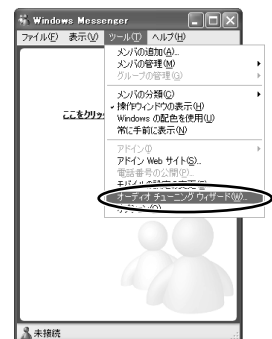 Windows Messenger
ファイル(F) 表示(V) ツール(T) ヘルプ(H)
メンバの追加(A)...
メンバの管理(M)
グループの管理(G)
メンバの分類(C)
操作ウィンドウの表示(H)
ここをクリッ
Windows の配色を使用(U)
常に手前に表示(N)
アドイン(I)
アドイン Web サイト(S)...
電話番号の公開(P)...
オーディオ チューニング ウィザード(W)...
未接続